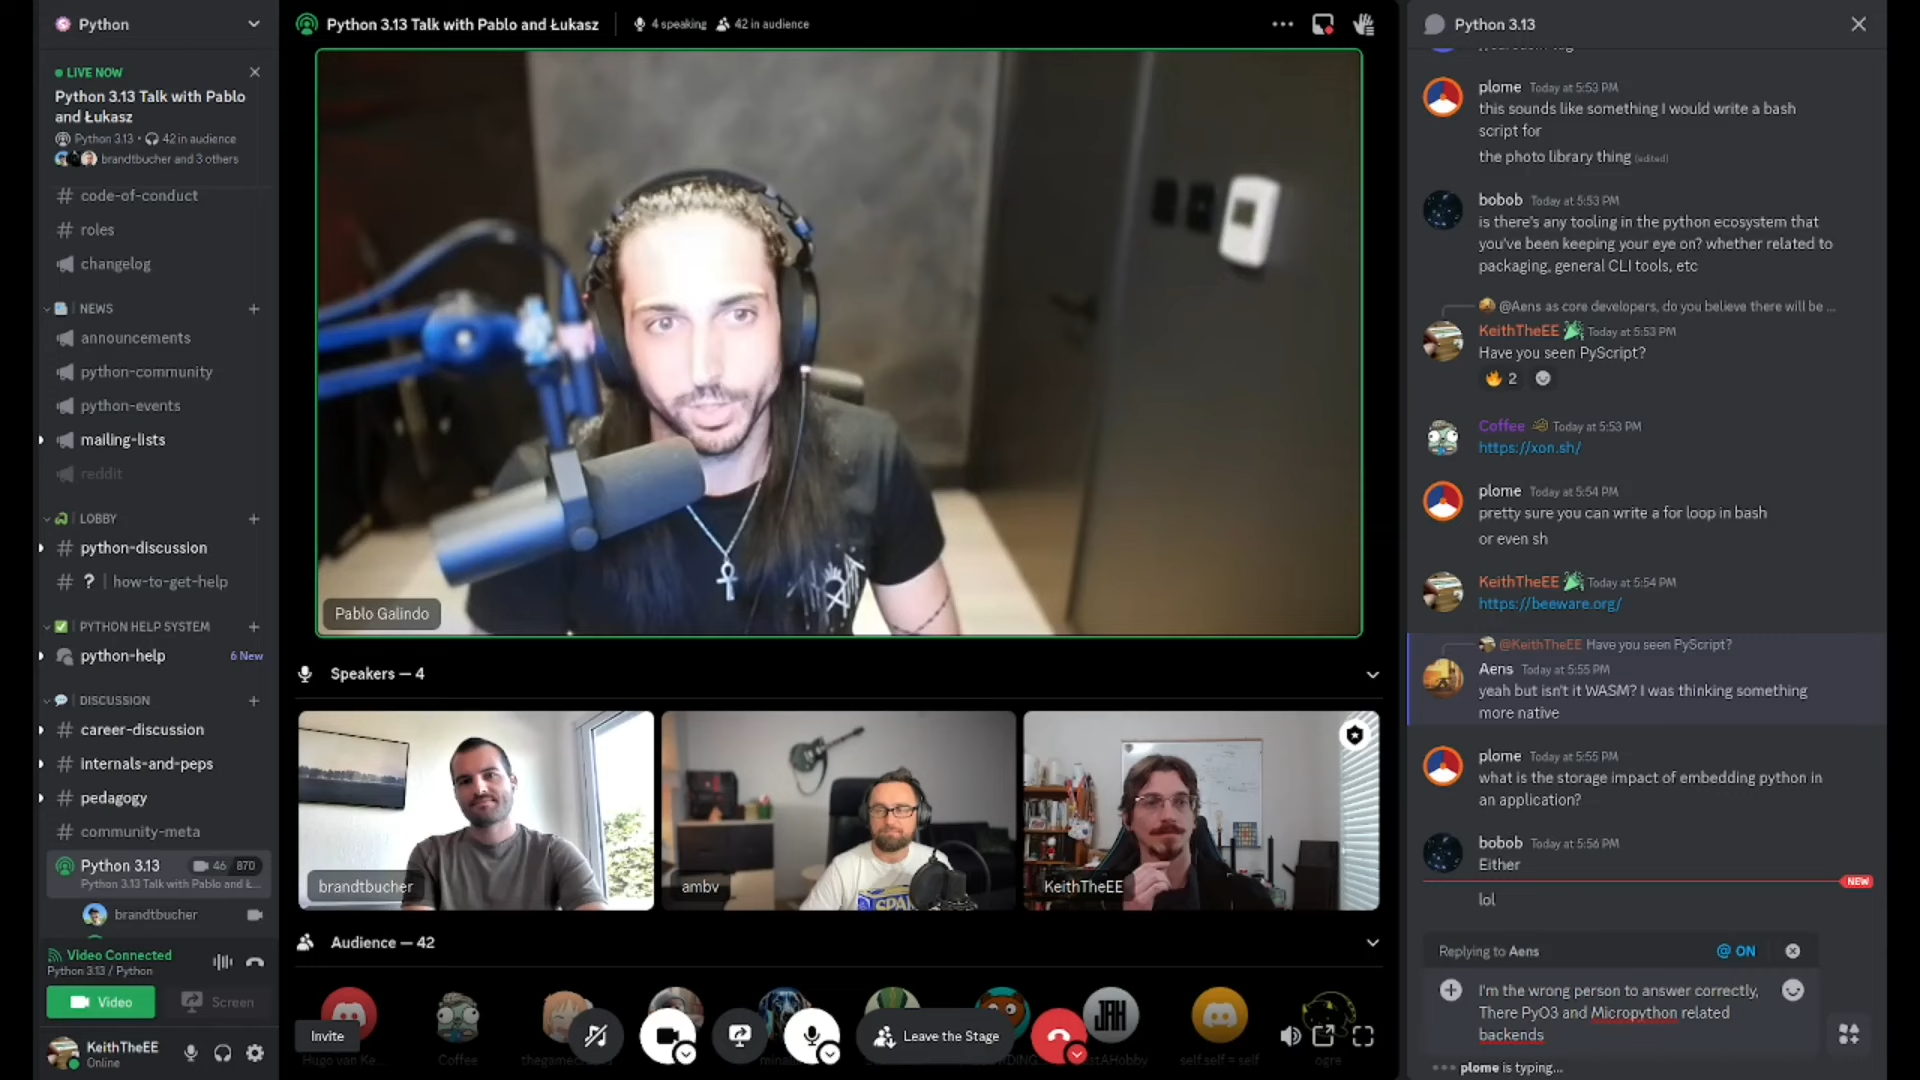 Python
LIVE NOW
Python 3.13 Talk with Pablo
and Łukasz
Python 3.13 • 42 in audience
brandtbucher and 3 others
code-of-conduct
roles
changelog
NEWS
announcements
python-community
python-events
mailing-lists
reddit
LOBBY
python-discussion
? | how-to-get-help
PYTHON HELP SYSTEM
python-help 6 New
DISCUSSION
career-discussion
internals-and-peps
pedagogy
community-meta
Python 3.13 46 870
Python 3.13 Talk with Pablo and Ł...
brandtbucher
Video Connected
Python 3.13 / Python
Video Screen
KeithTheEE
Online
Python 3.13 Talk with Pablo and Łukasz 4 speaking 42 in audience
Pablo Galindo
Speakers — 4
brandtbucher
ambv
KeithTheEE
Audience — 42
JAH
Invite
Leave the Stage
Hugo van Ke...
Coffee
self.self = self
ogre
Python 3.13
plome Today at 5:53 PM
this sounds like something I would write a bash
script for
the photo library thing (edited)
bobob Today at 5:53 PM
is there's any tooling in the python ecosystem that
you've been keeping your eye on? whether related to
packaging, general CLI tools, etc
@Aens as core developers, do you believe there will be ...
KeithTheEE Today at 5:53 PM
Have you seen PyScript?
2
Coffee Today at 5:53 PM
https://xon.sh/
plome Today at 5:54 PM
pretty sure you can write a for loop in bash
or even sh
KeithTheEE Today at 5:54 PM
https://beeware.org/
@KeithTheEE Have you seen PyScript?
Aens Today at 5:55 PM
yeah but isn't it WASM? I was thinking something
more native
plome Today at 5:55 PM
what is the storage impact of embedding python in
an application?
bobob Today at 5:56 PM
Either
NEW
lol
Replying to Aens @ ON
I'm the wrong person to answer correctly,
There PyO3 and Micropython related
backends
plome is typing...